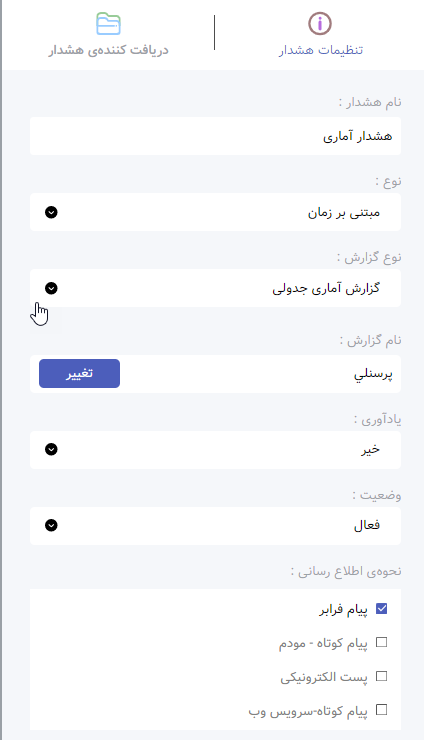 تنظیمات هشدار
دریافت کننده‌ی هشدار
نام هشدار :
هشدار آماری
نوع :
مبتنی بر زمان
نوع گزارش :
گزارش آماری جدولی
نام گزارش :
پرسنلي
تغییر
یادآوری :
خیر
وضعیت :
فعال
نحوه‌ی اطلاع رسانی :
پیام فرابر
پیام کوتاه - مودم
پست الکترونیکی
پیام کوتاه-سرویس وب